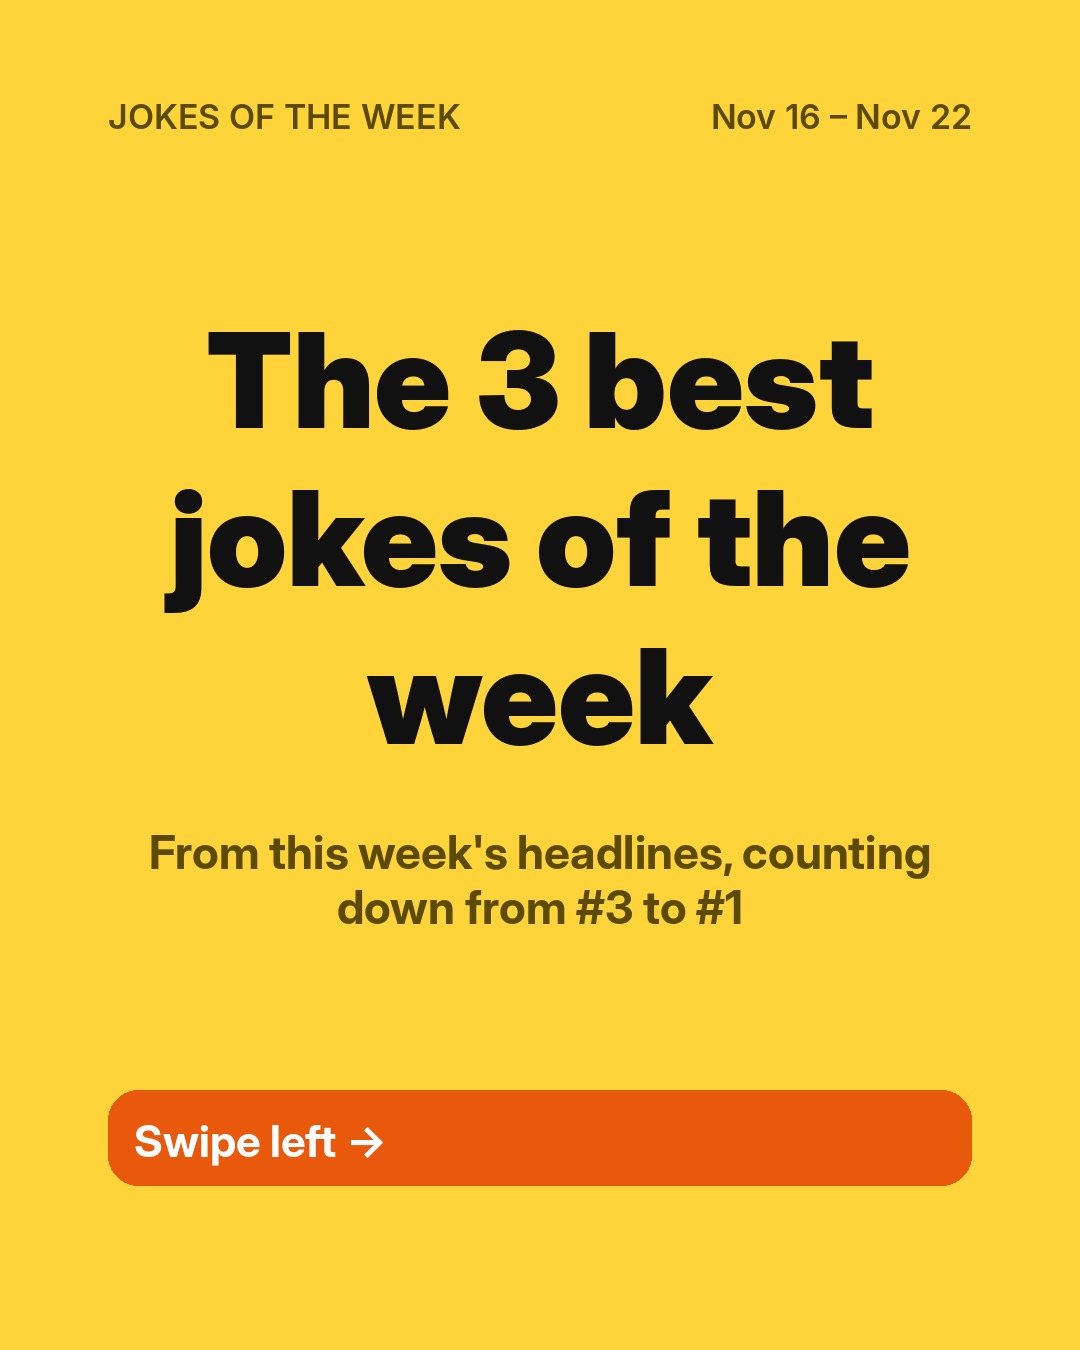 JOKES OF THE WEEK
Nov 16 – Nov 22
The 3 best
jokes of the
week
From this week's headlines, counting
down from #3 to #1
Swipe left →